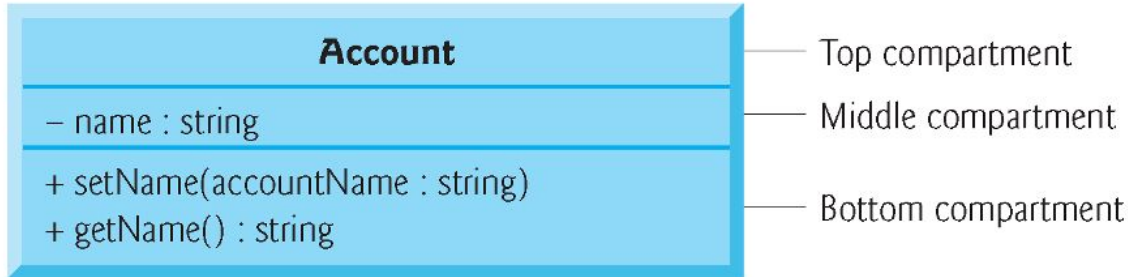 Account
– name : string
+ setName(accountName : string)
+ getName() : string
Top compartment
Middle compartment
Bottom compartment